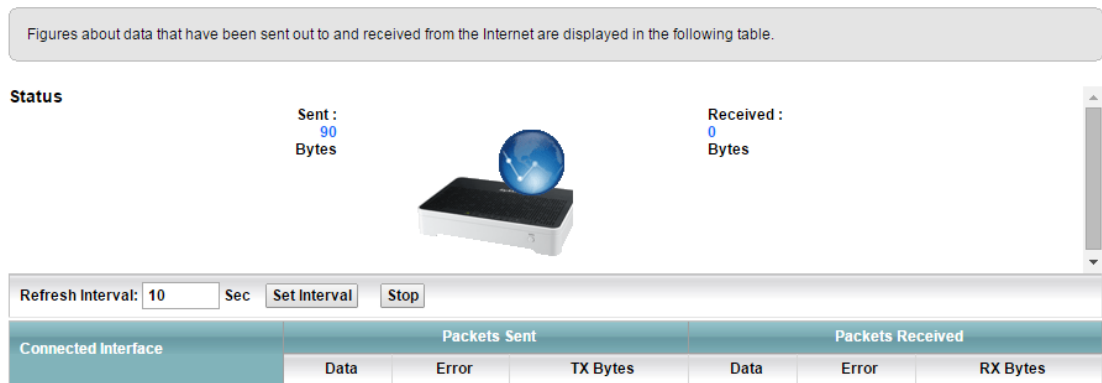 Figures about data that have been sent out to and received from the Internet are displayed in the following table.
Status
Sent :
90
Bytes
Received :
0
Bytes
Refresh Interval: 10 Sec Set Interval Stop
Connected Interface
Packets Sent Packets Received
Data Error TX Bytes Data Error RX Bytes